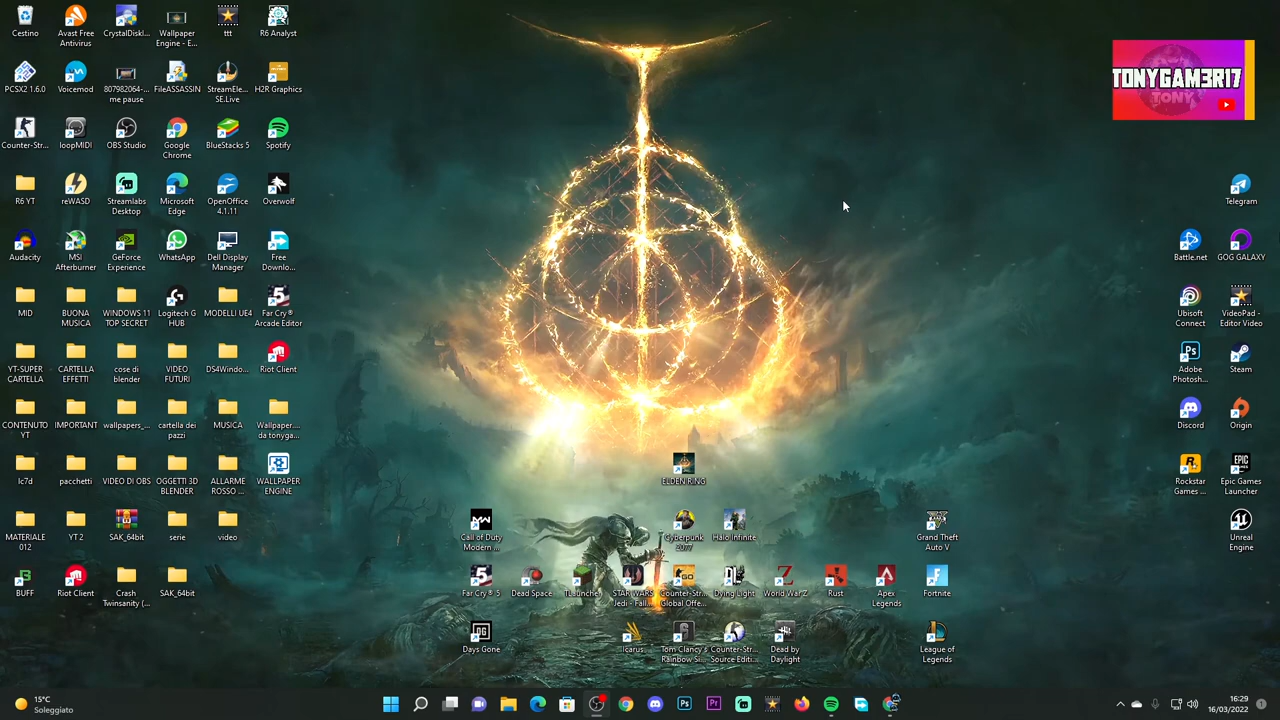 Cestino
Avast Free
Antivirus
CrystalDiskI...
Wallpaper
Engine - E...
ttt
R6 Analyst
PCSX2 1.6.0
Voicemod
807982064-...
me pause
FileASSASSIN
StreamEle...
SE.Live
H2R Graphics
Counter-Str...
loopMIDI
OBS Studio
Google
Chrome
BlueStacks 5
Spotify
R6 YT
reWASD
Streamlabs
Desktop
Microsoft
Edge
OpenOffice
4.1.11
Overwolf
Audacity
MSI
Afterburner
GeForce
Experience
WhatsApp
Dell Display
Manager
Free
Downlo...
MID
BUONA
MUSICA
WINDOWS 11
TOP SECRET
Logitech G
HUB
MODELLI UE4
Far Cry®
Arcade Editor
YT-SUPER
CARTELLA
CARTELLA
EFFETTI
cose di
blender
VIDEO
FUTURI
DS4Windo...
Riot Client
CONTENUTO
YT
IMPORTANT
wallpapers_...
cartella dei
pazzi
MUSICA
Wallpaper....
da tonyga...
lc7d
pacchetti
VIDEO DI OBS
OGGETTI 3D
BLENDER
ALLARME
ROSSO ...
WALLPAPER
ENGINE
MATERIALE
012
YT 2
SAK_64bit
serie
video
BUFF
Riot Client
Crash
Twinsanity (...
SAK_64bit
TONYGAM3R17
TONY
Telegram
Battle.net
GOG GALAXY
Ubisoft
Connect
VideoPad -
Editor Video
Adobe
Photosh...
Steam
Discord
Origin
Rockstar
Games ...
Epic Games
Launcher
Unreal
Engine
ELDEN RING
Call of Duty
Modern ...
Cyberpunk
2077
Halo Infinite
Grand Theft
Auto V
Far Cry® 5
Dead Space
TLauncher
STAR WARS
Jedi - Fall...
Counter-Str...
Global Offe...
Dying Light
World War Z
Rust
Apex
Legends
Fortnite
Days Gone
Icarus
Tom Clancy's
Rainbow Si...
Counter-Str...
Source Editi...
Dead by
Daylight
League of
Legends
15°C
Soleggiato
16:29
16/03/2022